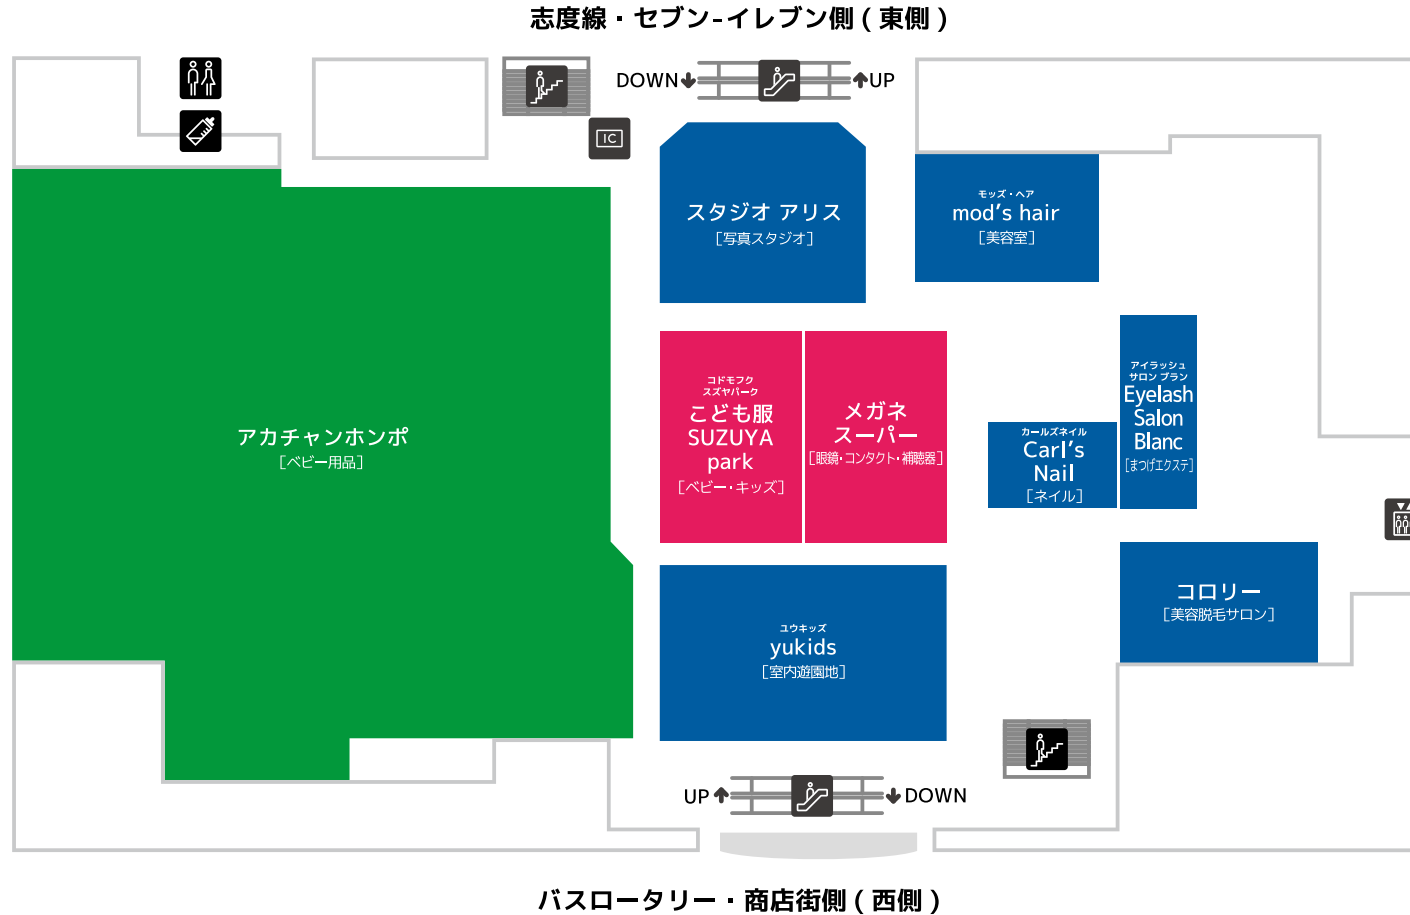 志度線・セブン-イレブン側 ( 東側 )
DOWN
UP
IC
スタジオ アリス
[写真スタジオ]
モッズ・ヘア
mod's hair
[美容室]
アカチャンホンポ
[ベビー用品]
コドモフク
スズヤパーク
こども服
SUZUYA
park
[ベビー・キッズ]
メガネ
スーパー
[眼鏡・コンタクト・補聴器]
カールズネイル
Carl's
Nail
[ネイル]
アイラッシュ
サロン ブラン
Eyelash
Salon
Blanc
[まつげエクステ]
コロリー
[美容脱毛サロン]
ユウキッズ
yukids
[室内遊園地]
UP
DOWN
バスロータリー・商店街側 ( 西側 )